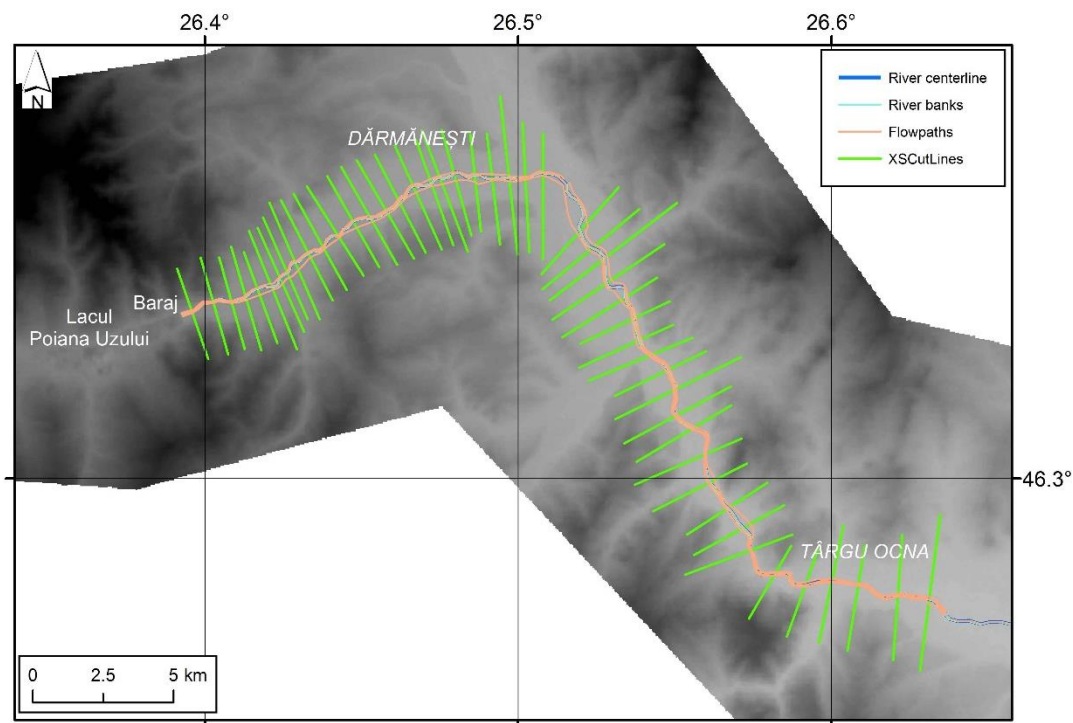 26.4° 26.5° 26.6°
N
River centerline
River banks
Flowpaths
XSCutLines
DĂRMĂNEȘTI
Baraj
Lacul
Poiana Uzului
46.3°
TÂRGU OCNA
0 2.5 5 km